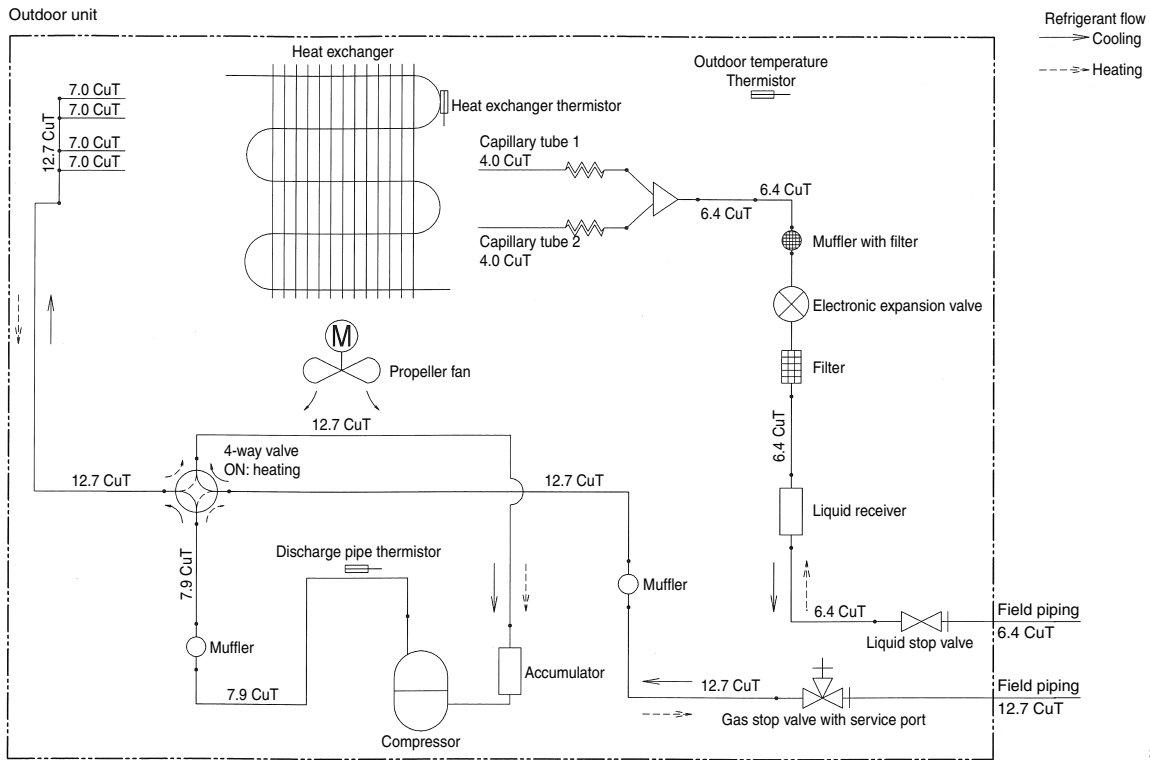 Outdoor unit
Refrigerant flow
Cooling
Heating
Heat exchanger
Outdoor temperature
Thermistor
7.0 CuT
7.0 CuT
7.0 CuT
7.0 CuT
12.7 CuT
Heat exchanger thermistor
Capillary tube 1
4.0 CuT
6.4 CuT
6.4 CuT
Capillary tube 2
4.0 CuT
Muffler with filter
Electronic expansion valve
M
Propeller fan
Filter
12.7 CuT
6.4 CuT
4-way valve
ON: heating
12.7 CuT
12.7 CuT
Liquid receiver
Discharge pipe thermistor
7.9 CuT
Muffler
Muffler
6.4 CuT
Field piping
6.4 CuT
Liquid stop valve
Accumulator
7.9 CuT
12.7 CuT
Field piping
12.7 CuT
Gas stop valve with service port
Compressor